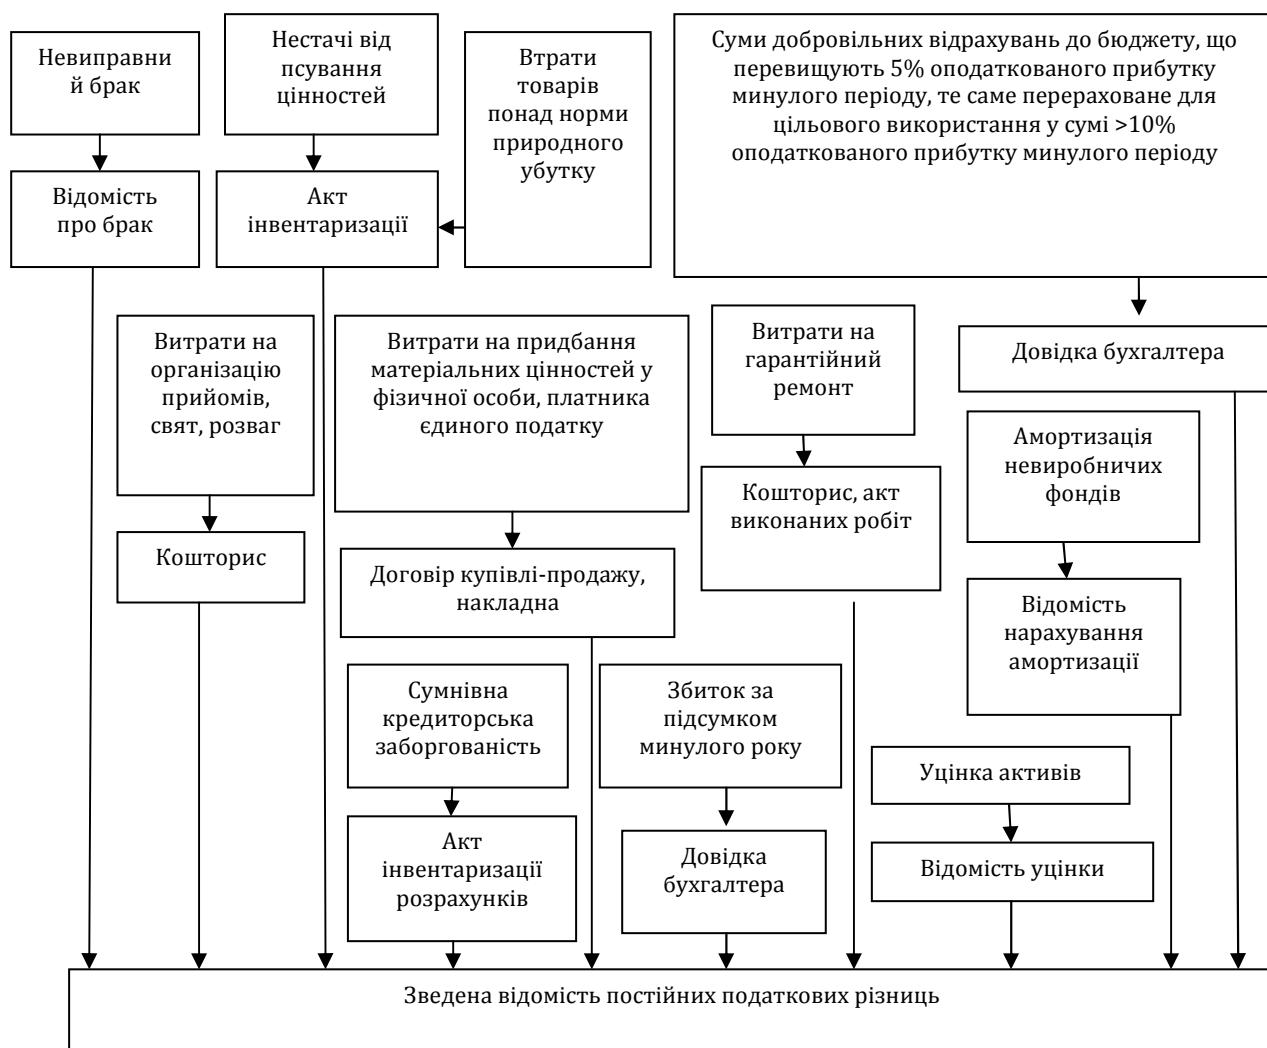 Невиправни
й брак
Нестачі від
псування
цінностей
Втрати
товарів
понад норми
природного
убутку
Суми добровільних відрахувань до бюджету, що
перевищують 5% оподаткованого прибутку
минулого періоду, те саме перераховане для
цільового використання у сумі >10%
оподаткованого прибутку минулого періоду
Відомість
про брак
Акт
інвентаризації
Витрати на
організацію
прийомів,
свят, розваг
Витрати на придбання
матеріальних цінностей у
фізичної особи, платника
єдиного податку
Витрати на
гарантійний
ремонт
Довідка бухгалтера
Амортизація
невиробничих
фондів
Кошторис, акт
виконаних робіт
Кошторис
Договір купівлі-продажу,
накладна
Відомість
нарахування
амортизації
Сумнівна
кредиторська
заборгованість
Збиток за
підсумком
минулого року
Уцінка активів
Акт
інвентаризації
розрахунків
Довідка
бухгалтера
Відомість уцінки
Зведена відомість постійних податкових різниць